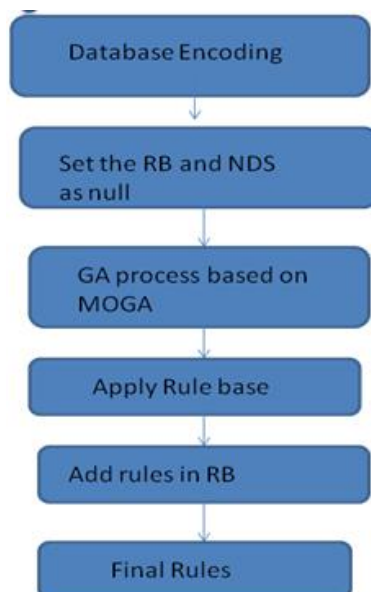 Database Encoding
Set the RB and NDS
as null
GA process based on
MOGA
Apply Rule base
Add rules in RB
Final Rules